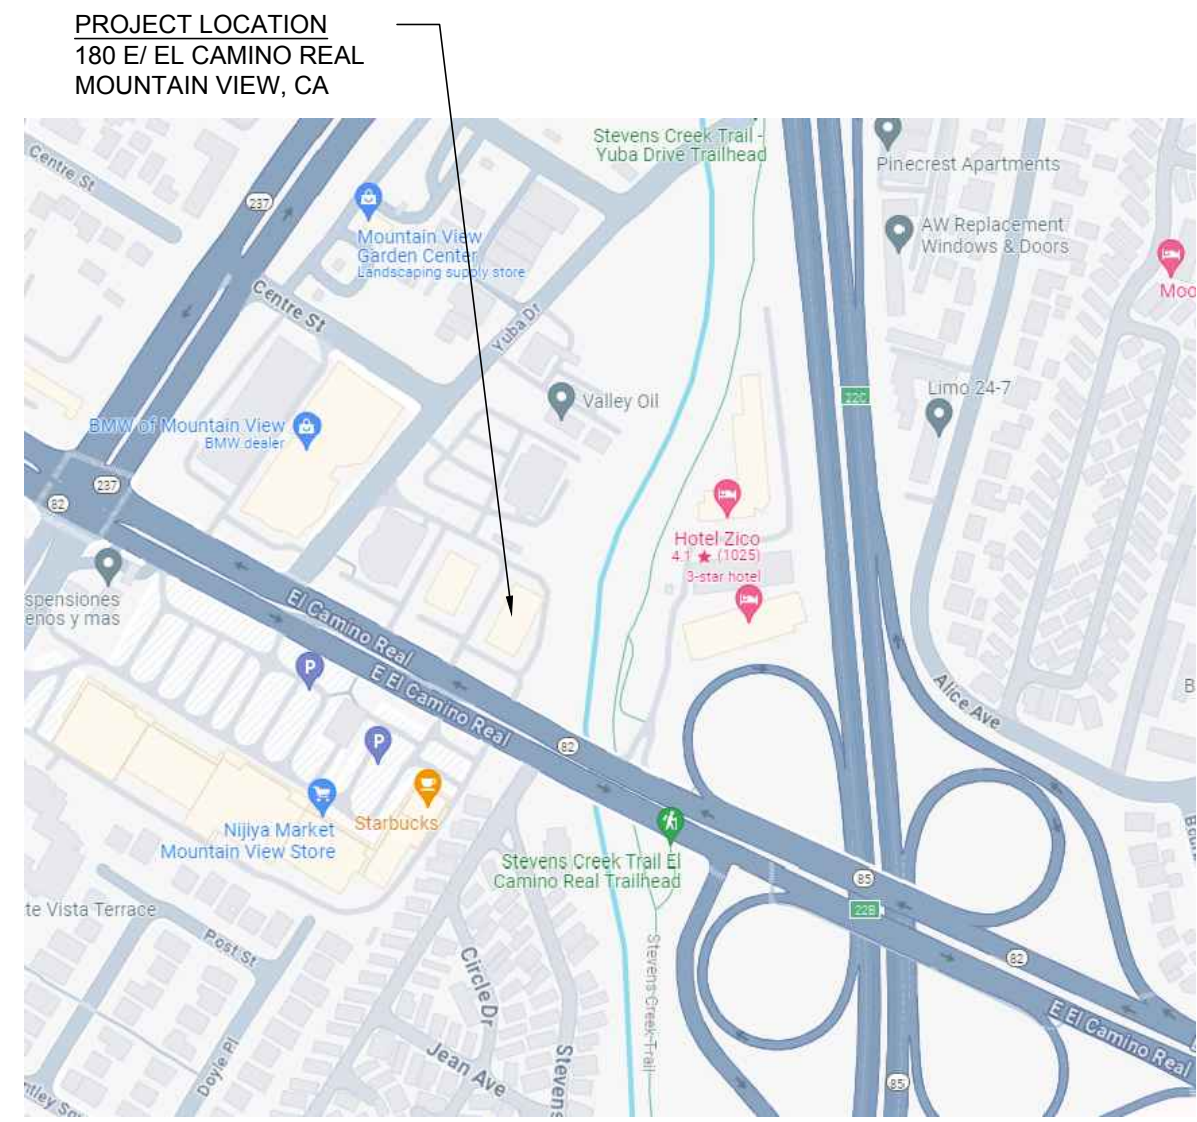 PROJECT LOCATION
180 E/ EL CAMINO REAL
MOUNTAIN VIEW, CA
Stevens Creek Trail -
Yuba Drive Trailhead
Pinecrest Apartments
Centre St
237
Mountain View
Garden Center
Landscaping supply store
AW Replacement
Windows & Doors
Moo
Centre St
Yuba Dr
Limo 24-7
22C
Valley Oil
BMW of Mountain View
BMW dealer
237
82
Hotel Zico
4.1 ★ (1025)
3-star hotel
spensiones
enos y mas
El Camino Real
P
E El Camino Real
Alice Ave
B
P
82
Nijiya Market
Mountain View Store
Starbucks
Stevens Creek Trail El
Camino Real Trailhead
85
22B
te Vista Terrace
Post St
Circle Dr
Stevens Creek Trail
82
E El Camino Real
Doyle Pl
Jean Ave
Stevens
85